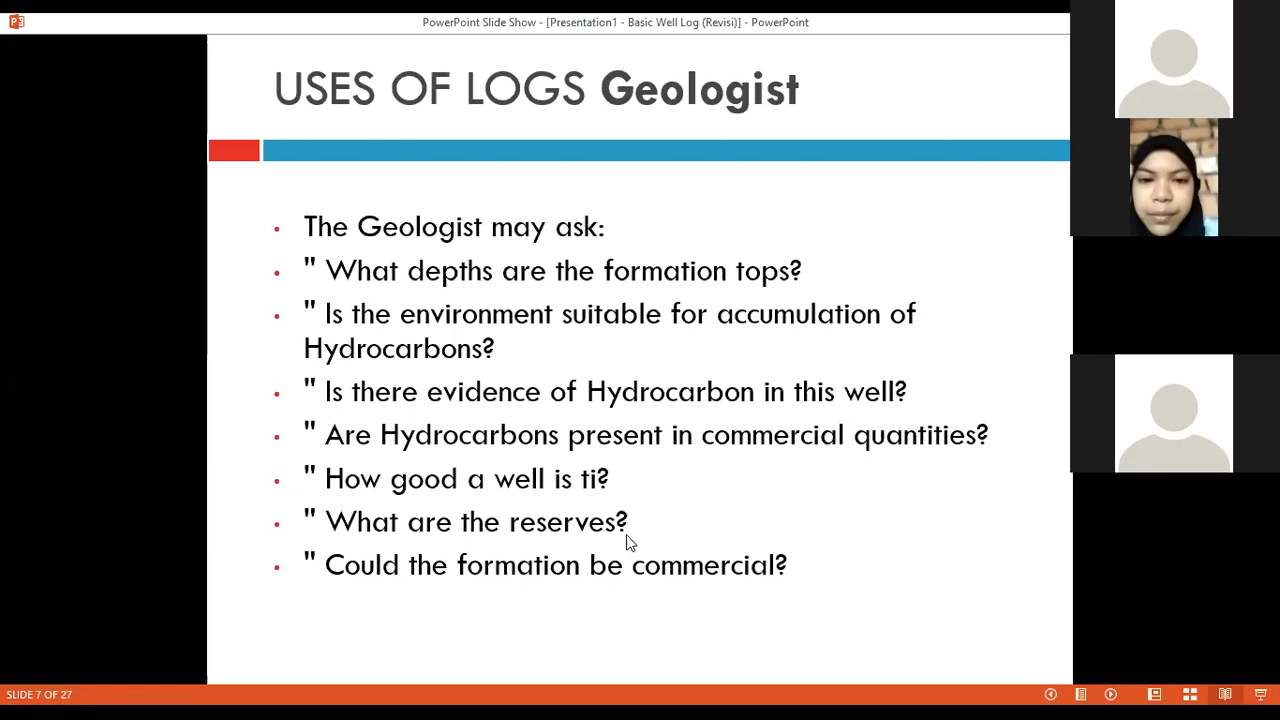 PowerPoint Slide Show - [Presentation1 - Basic Well Log (Revisi)] - PowerPoint
USES OF LOGS Geologist
• The Geologist may ask:
• " What depths are the formation tops?
• " Is the environment suitable for accumulation of
Hydrocarbons?
• " Is there evidence of Hydrocarbon in this well?
• " Are Hydrocarbons present in commercial quantities?
• " How good a well is ti?
• " What are the reserves?
• " Could the formation be commercial?
SLIDE 7 OF 27